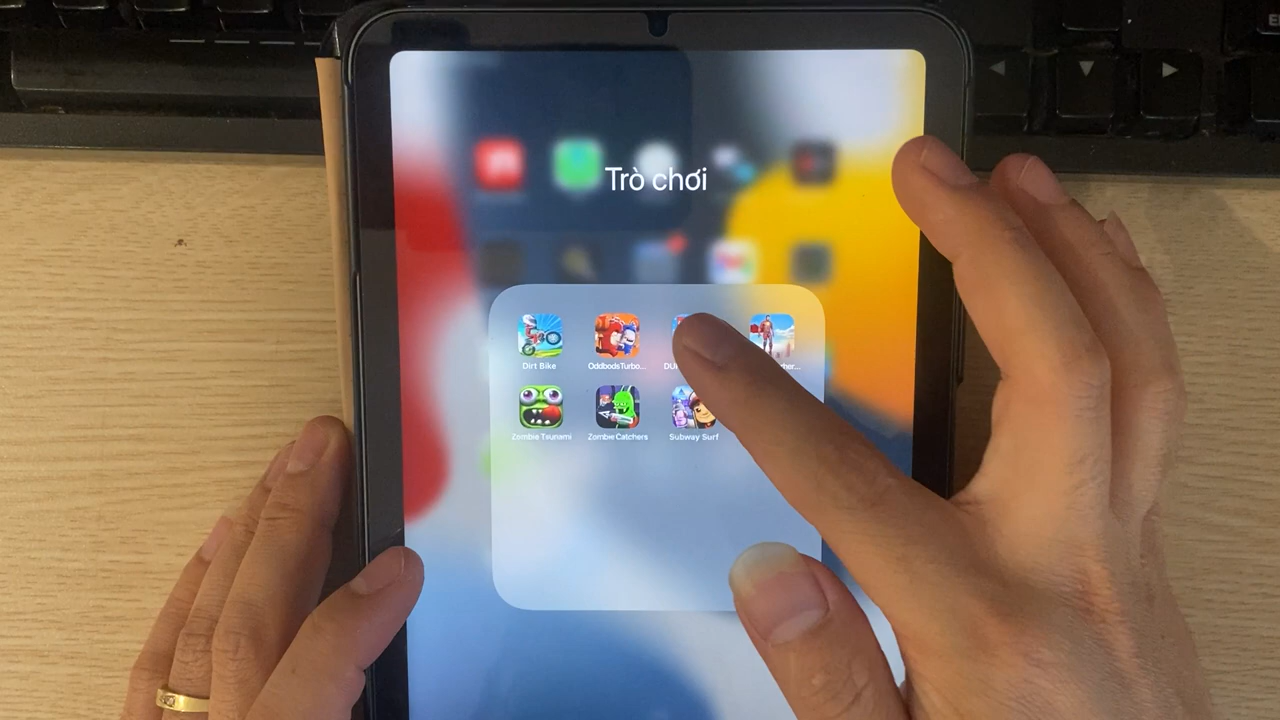 Trò chơi
Dirt Bike
OddbodsTurbo...
Zombie Tsunami
Zombie Catchers
Subway Surf